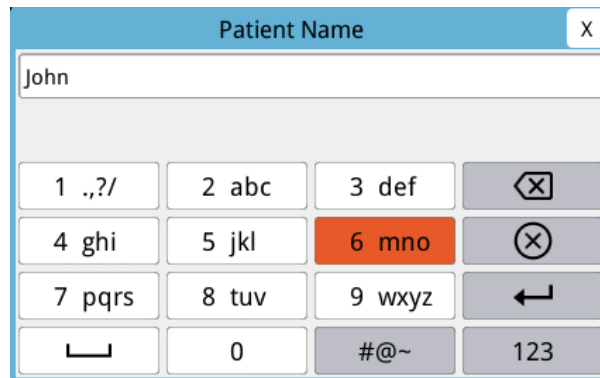 Patient Name X
John
1 .,?/ 2 abc 3 def
4 ghi 5 jkl 6 mno
7 pqrs 8 tuv 9 wxyz
0 #@~ 123